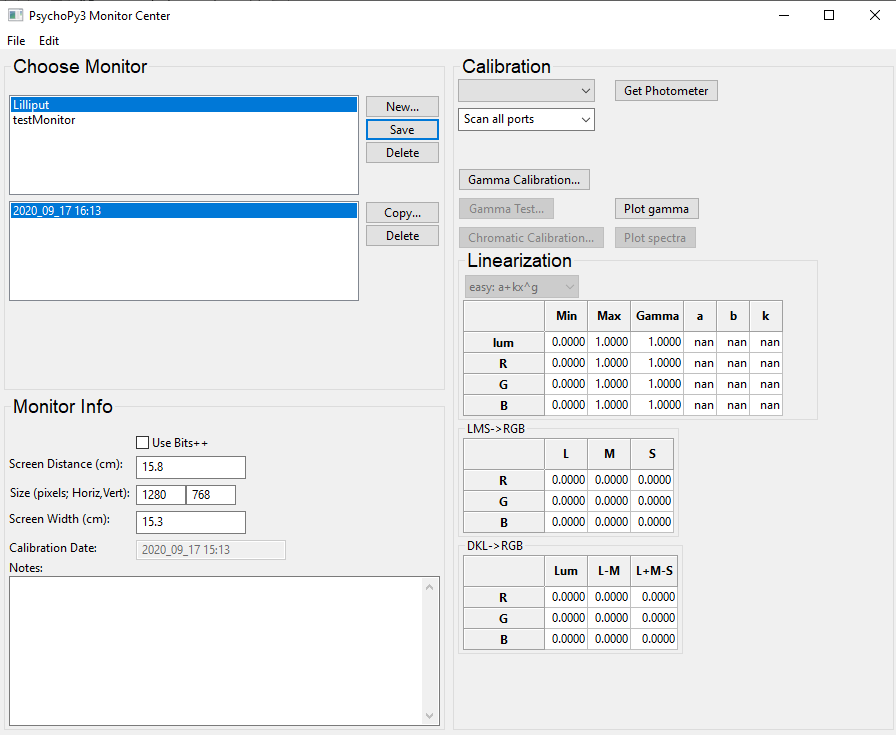 PsychoPy3 Monitor Center
File Edit
Choose Monitor
Lilliput
testMonitor
New...
Save
Delete
2020_09_17 16:13
Copy...
Delete
Monitor Info
Use Bits++
Screen Distance (cm): 15.8
Size (pixels; Horiz,Vert): 1280 768
Screen Width (cm): 15.3
Calibration Date: 2020_09_17 15:13
Notes:
Calibration
Get Photometer
Scan all ports
Gamma Calibration...
Gamma Test... Plot gamma
Chromatic Calibration... Plot spectra
Linearization
easy: a+kx^g
Min Max Gamma a b k
lum 0.0000 1.0000 1.0000 nan nan nan
R 0.0000 1.0000 1.0000 nan nan nan
G 0.0000 1.0000 1.0000 nan nan nan
B 0.0000 1.0000 1.0000 nan nan nan
LMS->RGB
L M S
R 0.0000 0.0000 0.0000
G 0.0000 0.0000 0.0000
B 0.0000 0.0000 0.0000
DKL->RGB
Lum L-M L+M-S
R 0.0000 0.0000 0.0000
G 0.0000 0.0000 0.0000
B 0.0000 0.0000 0.0000